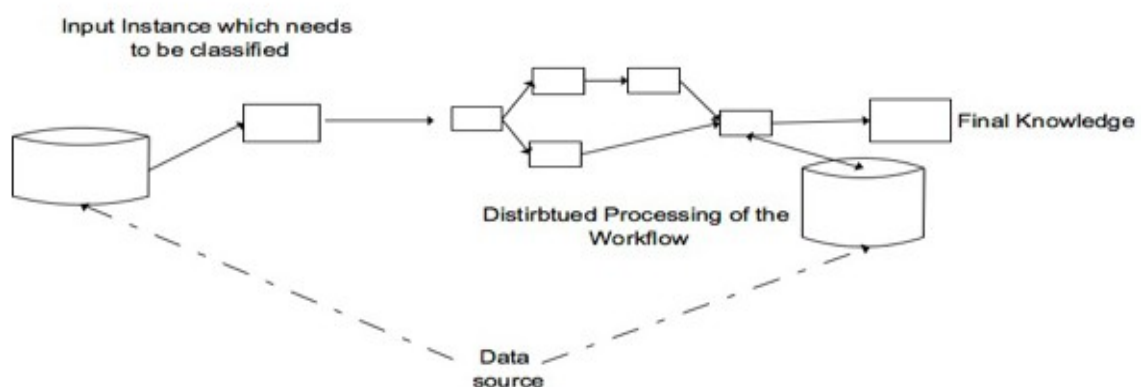 Input Instance which needs
to be classified
Final Knowledge
Distirbtued Processing of the
Workflow
Data
source